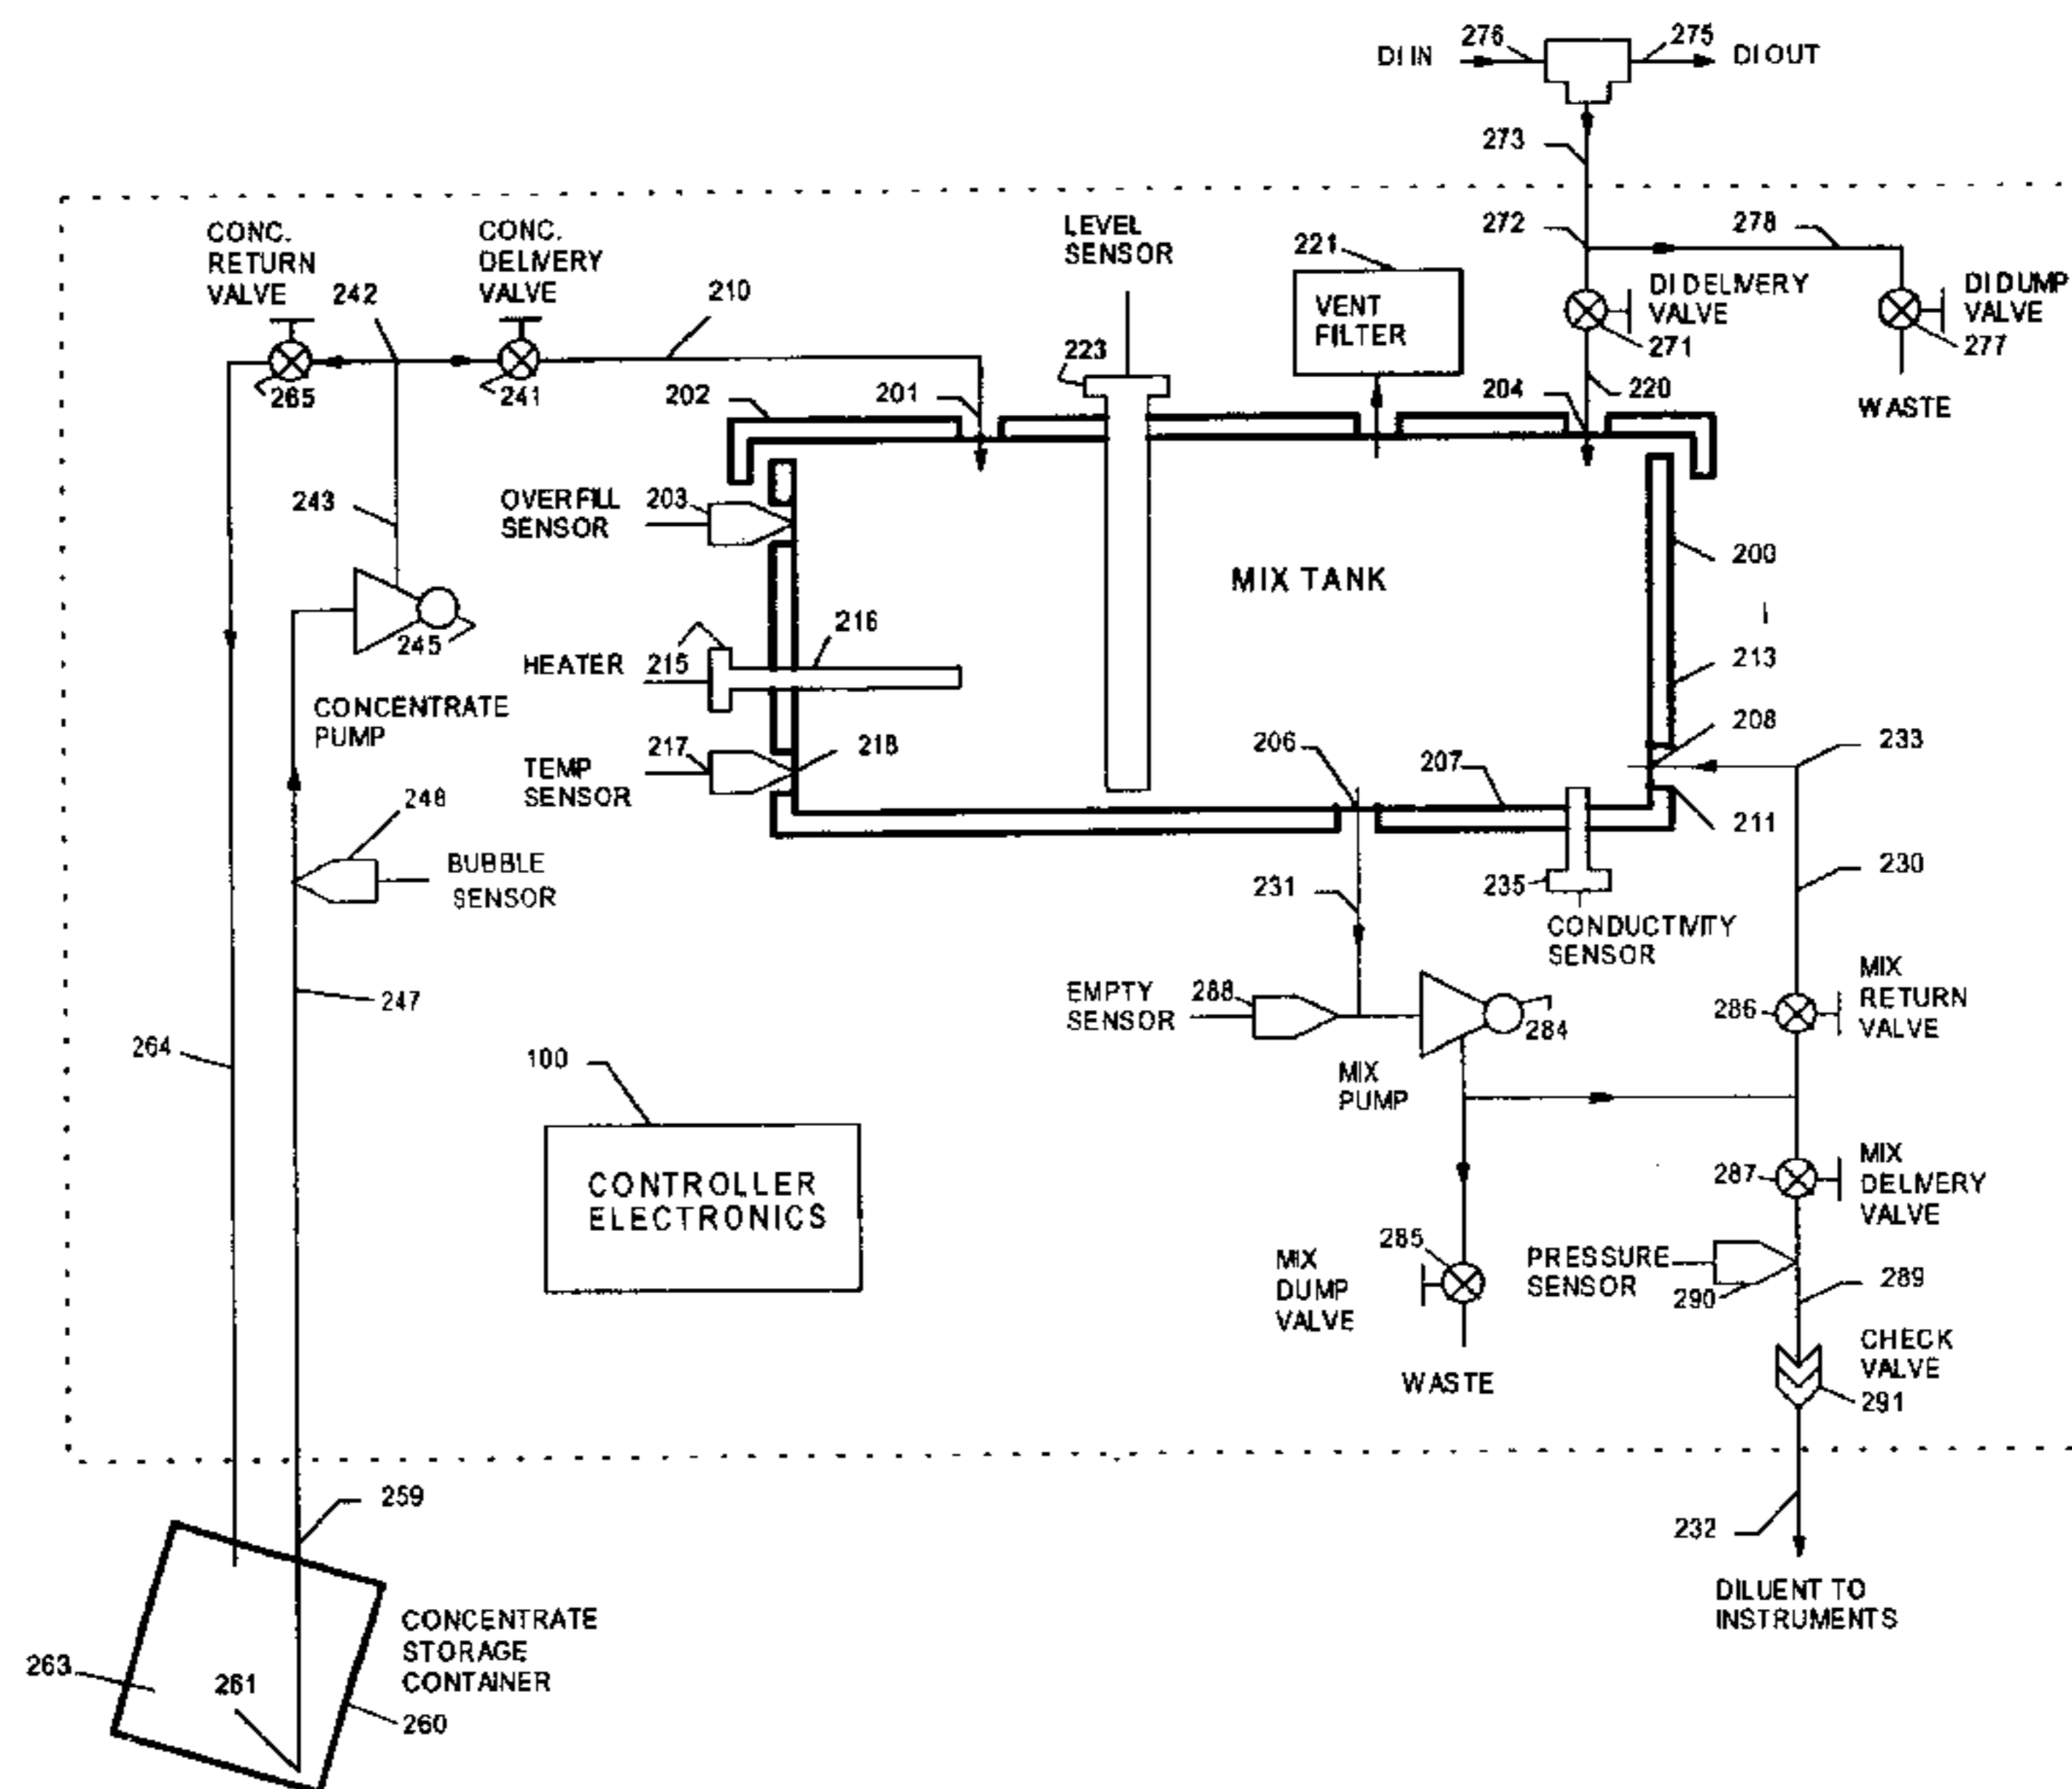 276
275
DI IN
DI OUT
273
CONC.
RETURN
VALVE
CONC.
DELIVERY
VALVE
LEVEL
SENSOR
272
278
242
210
221
VENT
FILTER
DI DELIVERY
VALVE
DI DUMP
VALVE
223
271
277
265
241
202
201
204
220
WASTE
243
OVERFILL
SENSOR
203
200
MIX TANK
245
HEATER
215
216
213
CONCENTRATE
PUMP
208
TEMP
SENSOR
217
218
206
207
233
248
211
BUBBLE
SENSOR
231
235
230
CONDUCTIVITY
SENSOR
247
EMPTY
SENSOR
288
284
286
MIX
RETURN
VALVE
264
100
MIX
PUMP
CONTROLLER
ELECTRONICS
287
MIX
DELIVERY
VALVE
285
MIX
DUMP
VALVE
PRESSURE
SENSOR
290
289
CHECK
VALVE
291
WASTE
259
232
DILUENT TO
INSTRUMENTS
CONCENTRATE
STORAGE
CONTAINER
263
261
260